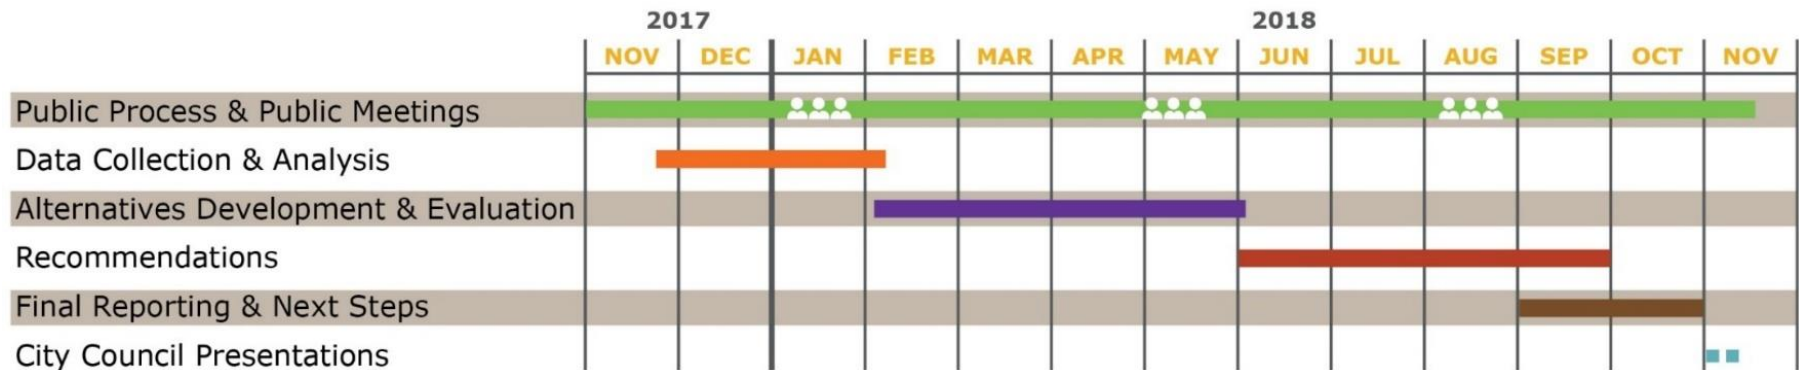 2017 2018
NOV DEC JAN FEB MAR APR MAY JUN JUL AUG SEP OCT NOV
Public Process & Public Meetings
Data Collection & Analysis
Alternatives Development & Evaluation
Recommendations
Final Reporting & Next Steps
City Council Presentations